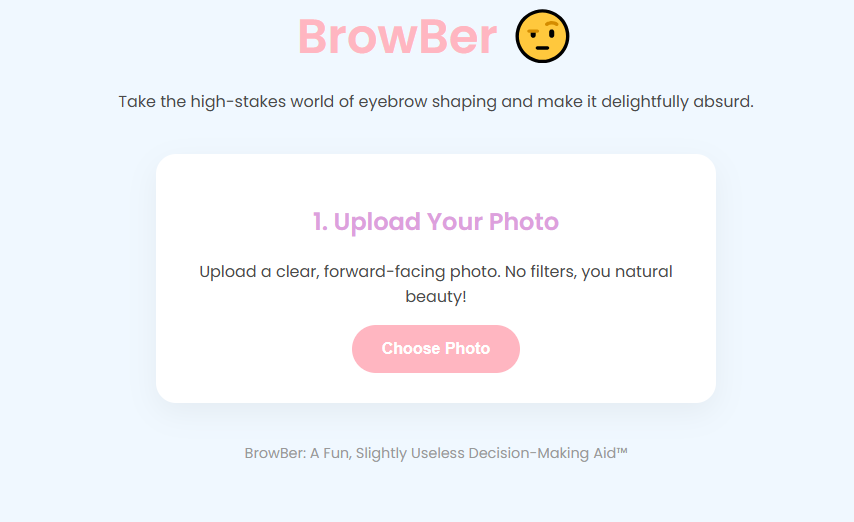 BrowBer 🤨
Take the high-stakes world of eyebrow shaping and make it delightfully absurd.
1. Upload Your Photo
Upload a clear, forward-facing photo. No filters, you natural
beauty!
Choose Photo
BrowBer: A Fun, Slightly Useless Decision-Making Aid™